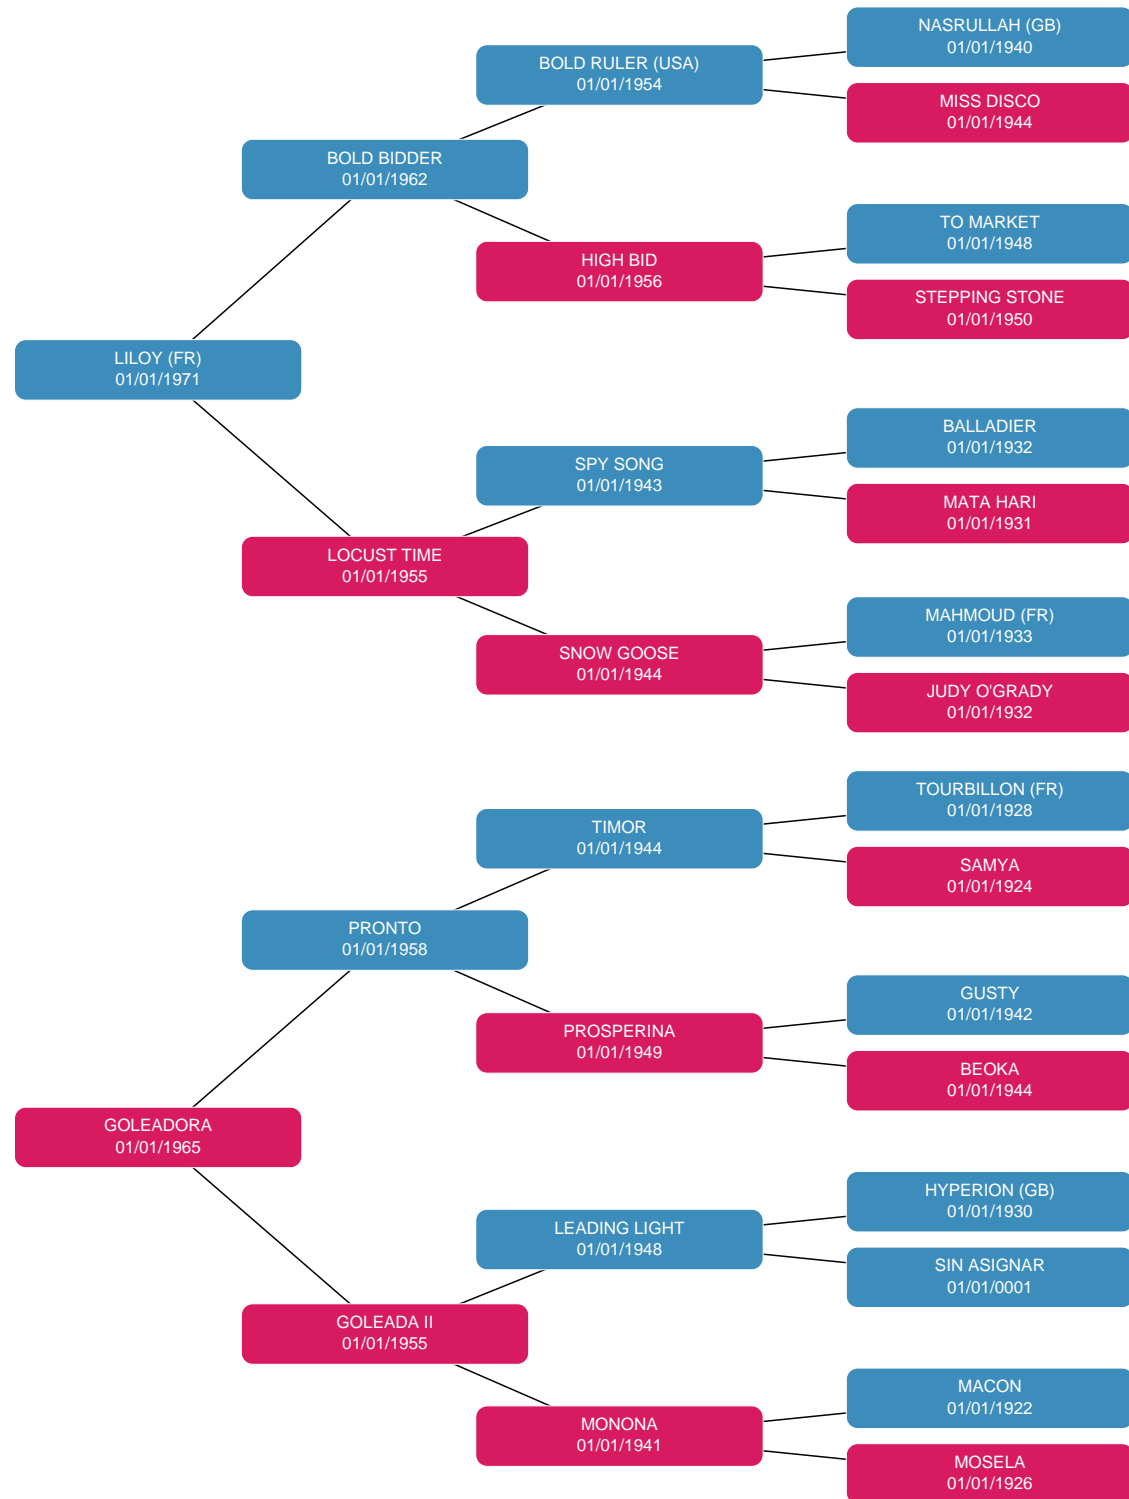 NASRULLAH (GB)
01/01/1940
BOLD RULER (USA)
01/01/1954
MISS DISCO
01/01/1944
BOLD BIDDER
01/01/1962
TO MARKET
01/01/1948
HIGH BID
01/01/1956
STEPPING STONE
01/01/1950
LILOY (FR)
01/01/1971
BALLADIER
01/01/1932
SPY SONG
01/01/1943
MATA HARI
01/01/1931
LOCUST TIME
01/01/1955
MAHMOUD (FR)
01/01/1933
SNOW GOOSE
01/01/1944
JUDY O'GRADY
01/01/1932
TOURBILLON (FR)
01/01/1928
TIMOR
01/01/1944
SAMYA
01/01/1924
PRONTO
01/01/1958
GUSTY
01/01/1942
PROSPERINA
01/01/1949
BEOKA
01/01/1944
GOLEADORA
01/01/1965
HYPERION (GB)
01/01/1930
LEADING LIGHT
01/01/1948
SIN ASIGNAR
01/01/0001
GOLEADA II
01/01/1955
MACON
01/01/1922
MONONA
01/01/1941
MOSELA
01/01/1926